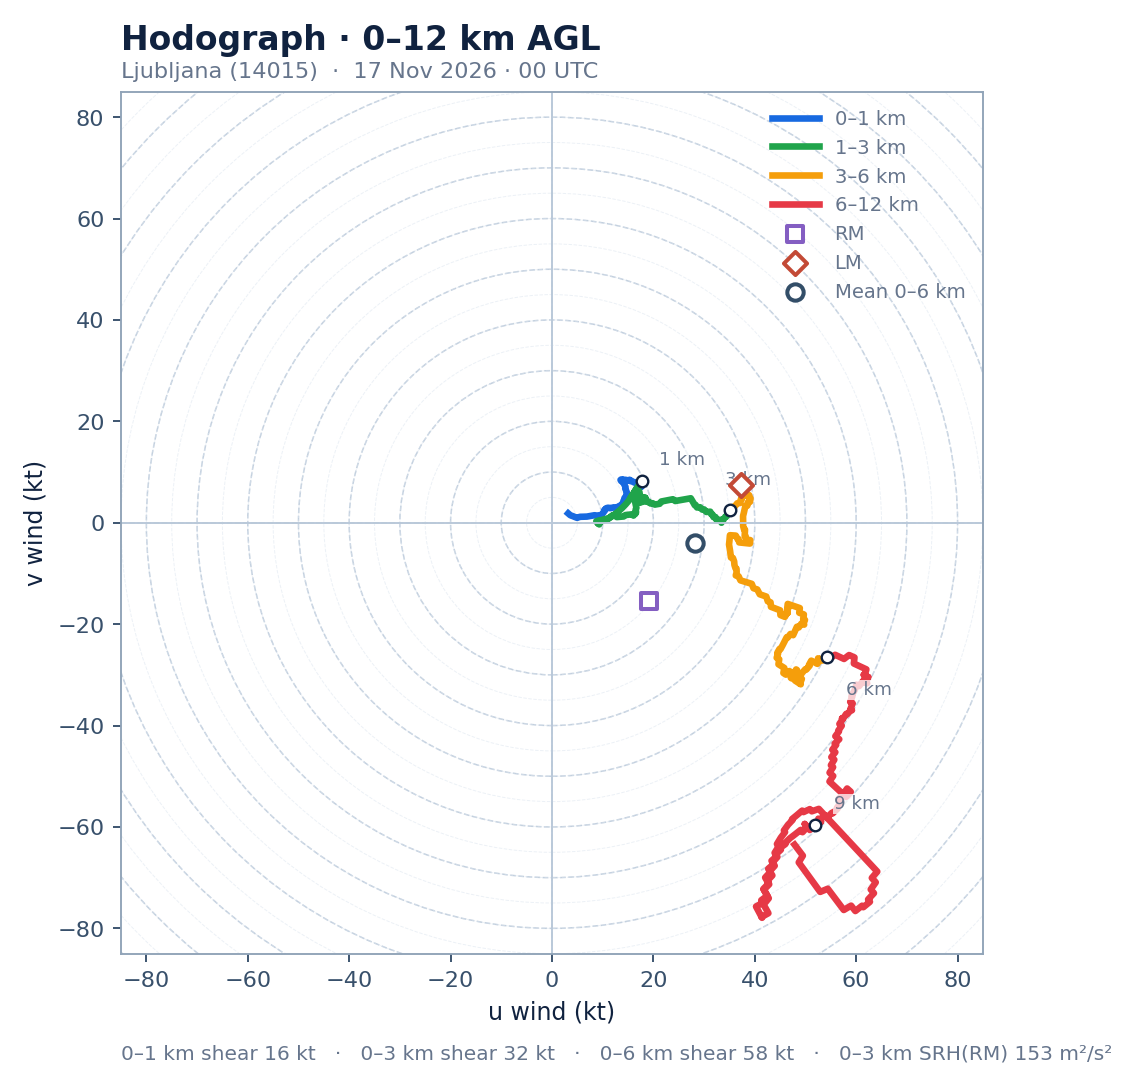 Hodograph · 0–12 km AGL
Ljubljana (14015) · 17 Nov 2026 · 00 UTC
0–1 km
1–3 km
3–6 km
6–12 km
RM
LM
Mean 0–6 km
80
60
40
20
0
−20
−40
−60
−80
v wind (kt)
1 km
3 km
6 km
9 km
−80 −60 −40 −20 0 20 40 60 80
u wind (kt)
0–1 km shear 16 kt · 0–3 km shear 32 kt · 0–6 km shear 58 kt · 0–3 km SRH(RM) 153 m²/s²